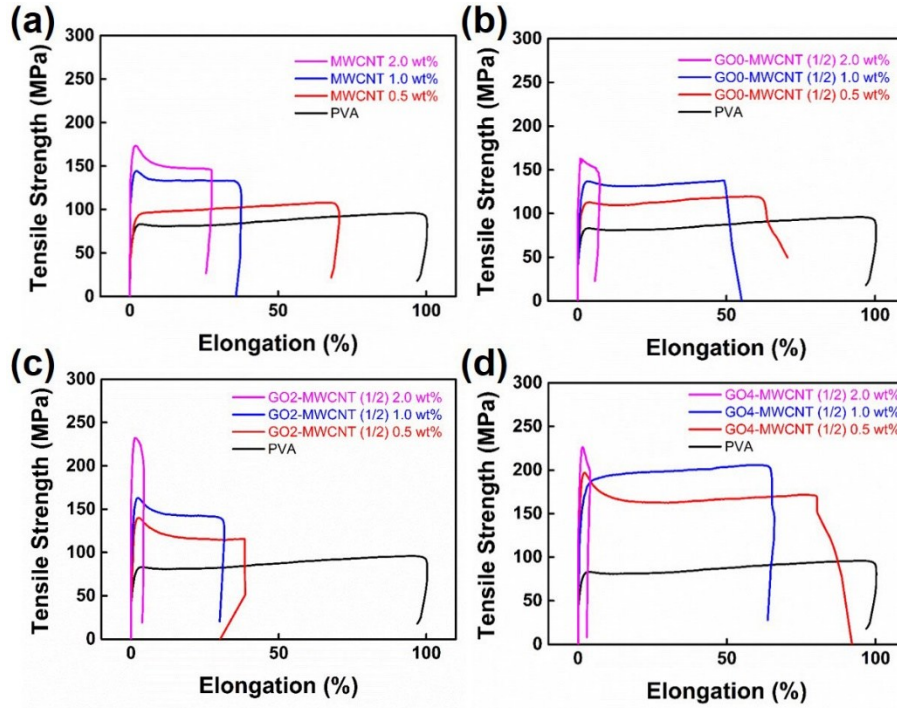 (a)
300
250
200
150
100
50
0
Tensile Strength (MPa)
MWCNT 2.0 wt%
MWCNT 1.0 wt%
MWCNT 0.5 wt%
PVA
0 50 100
Elongation (%)
(b)
300
250
200
150
100
50
0
Tensile Strength (MPa)
GO0-MWCNT (1/2) 2.0 wt%
GO0-MWCNT (1/2) 1.0 wt%
GO0-MWCNT (1/2) 0.5 wt%
PVA
0 50 100
Elongation (%)
(c)
300
250
200
150
100
50
0
Tensile Strength (MPa)
GO2-MWCNT (1/2) 2.0 wt%
GO2-MWCNT (1/2) 1.0 wt%
GO2-MWCNT (1/2) 0.5 wt%
PVA
0 50 100
Elongation (%)
(d)
300
250
200
150
100
50
0
Tensile Strength (MPa)
GO4-MWCNT (1/2) 2.0 wt%
GO4-MWCNT (1/2) 1.0 wt%
GO4-MWCNT (1/2) 0.5 wt%
PVA
0 50 100
Elongation (%)